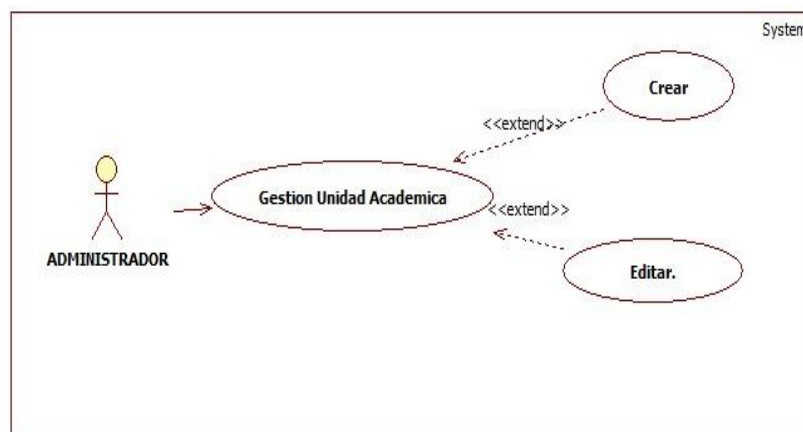 System
Crear
<<extend>>
Gestion Unidad Academica
<<extend>>
ADMINISTRADOR
Editar.